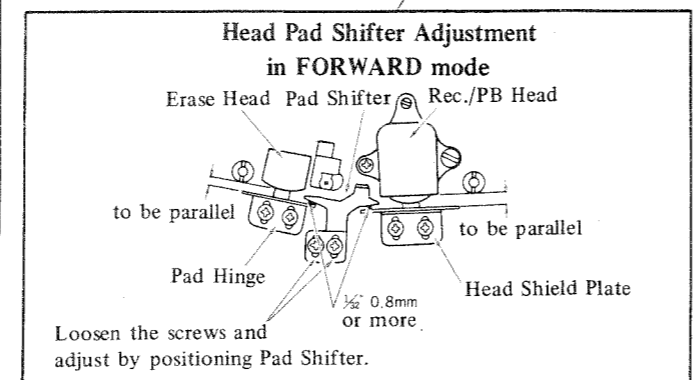 Head Pad Shifter Adjustment
in FORWARD mode
Erase Head Pad Shifter Rec./PB Head
to be parallel
to be parallel
Pad Hinge
Head Shield Plate
1/32" 0.8mm
or more
Loosen the screws and
adjust by positioning Pad Shifter.